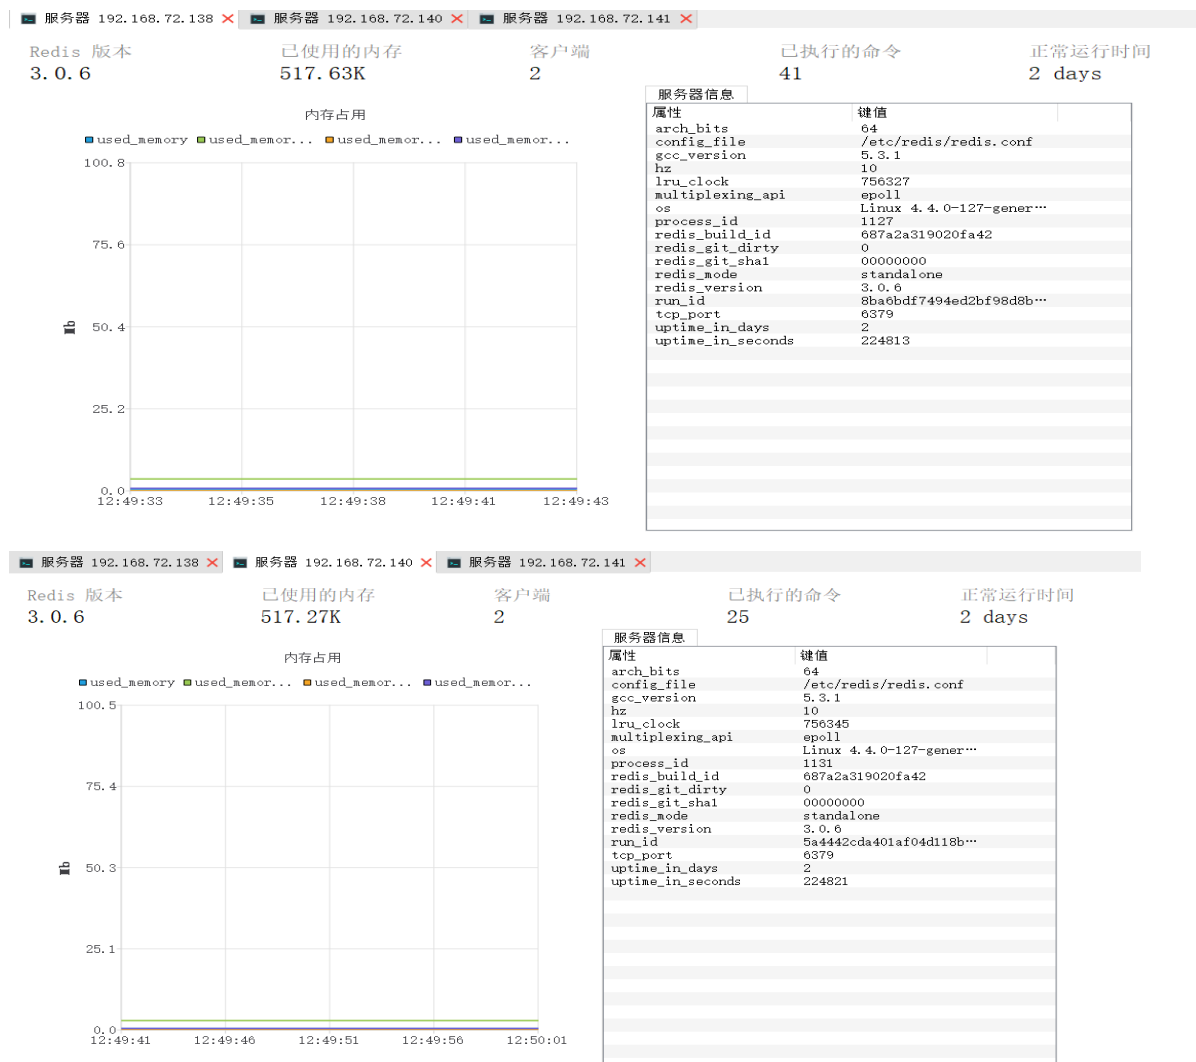 服务器 192.168.72.138 服务器 192.168.72.140 服务器 192.168.72.141
Redis 版本 已使用的内存 客户端 已执行的命令 正常运行时间
3.0.6 517.63K 2 41 2 days
内存占用
used_memory used_memor... used_memor... used_memor...
100.8
75.6
Mb
50.4
25.2
0.0
12:49:33 12:49:35 12:49:38 12:49:41 12:49:43
服务器信息
属性 键值
arch_bits 64
config_file /etc/redis/redis.conf
gcc_version 5.3.1
hz 10
lru_clock 756327
multiplexing_api epoll
os Linux 4.4.0-127-gener…
process_id 1127
redis_build_id 687a2a319020fa42
redis_git_dirty 0
redis_git_sha1 00000000
redis_mode standalone
redis_version 3.0.6
run_id 8ba6bdf7494ed2bf98d8b…
tcp_port 6379
uptime_in_days 2
uptime_in_seconds 224813
服务器 192.168.72.138 服务器 192.168.72.140 服务器 192.168.72.141
Redis 版本 已使用的内存 客户端 已执行的命令 正常运行时间
3.0.6 517.27K 2 25 2 days
内存占用
used_memory used_memor... used_memor... used_memor...
100.5
75.4
Mb
50.3
25.1
0.0
12:49:41 12:49:46 12:49:51 12:49:56 12:50:01
服务器信息
属性 键值
arch_bits 64
config_file /etc/redis/redis.conf
gcc_version 5.3.1
hz 10
lru_clock 756345
multiplexing_api epoll
os Linux 4.4.0-127-gener…
process_id 1131
redis_build_id 687a2a319020fa42
redis_git_dirty 0
redis_git_sha1 00000000
redis_mode standalone
redis_version 3.0.6
run_id 5a4442cda401af04d118b…
tcp_port 6379
uptime_in_days 2
uptime_in_seconds 224821